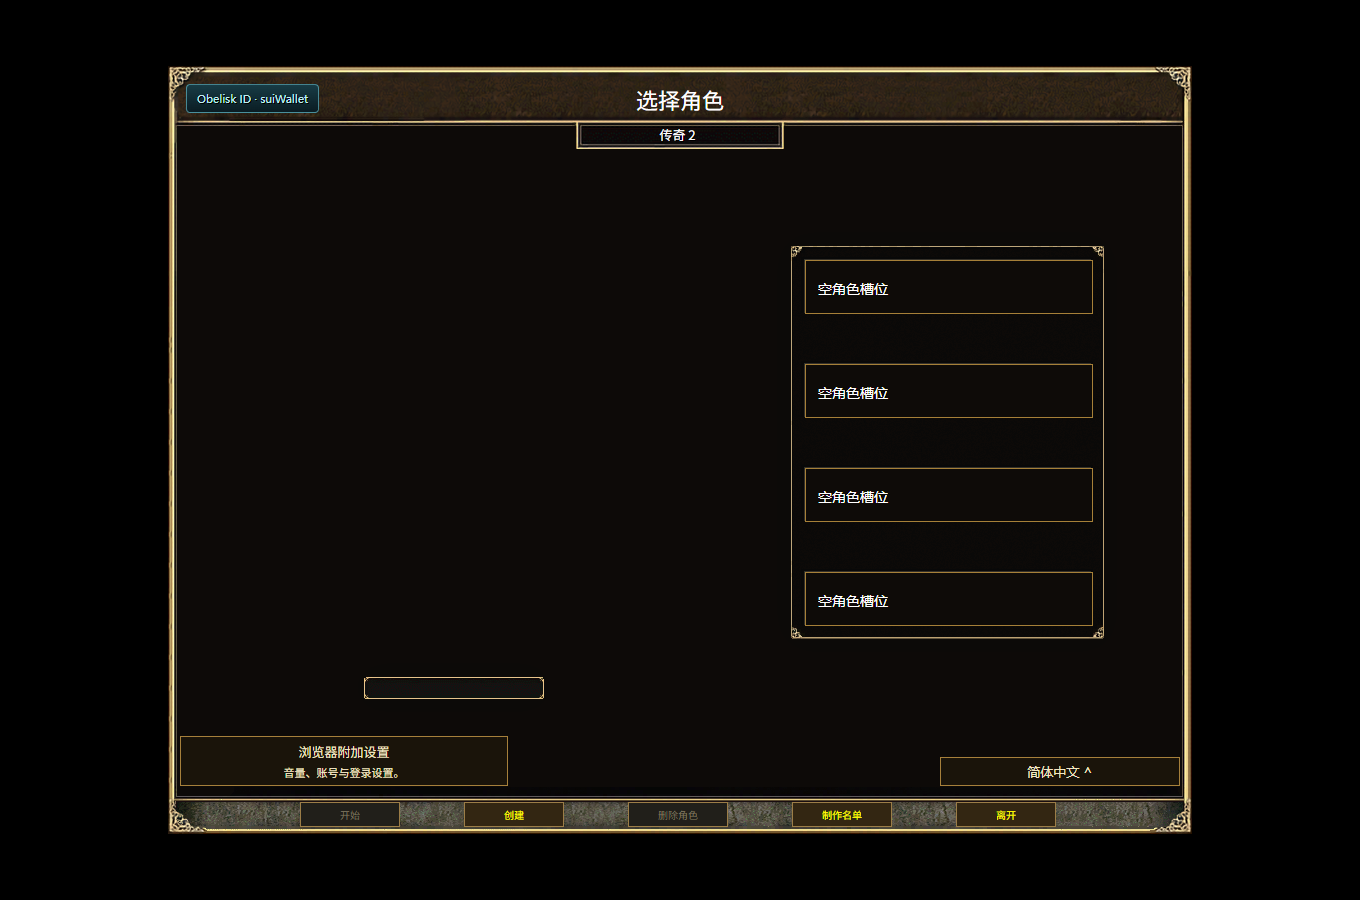 Obelisk ID · suiWallet
选择角色
传奇 2
空角色槽位
空角色槽位
空角色槽位
空角色槽位
浏览器附加设置
音量、账号与登录设置。
简体中文 ^
开始
创建
删除角色
制作名单
离开